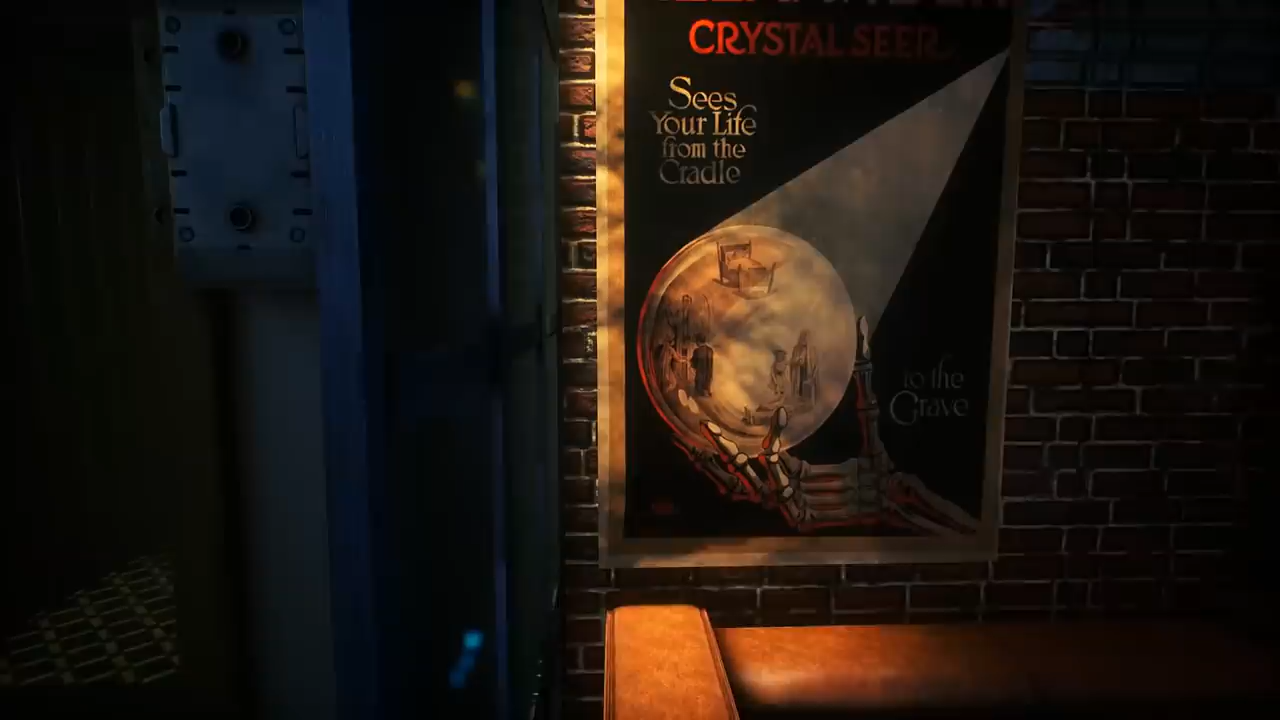 CRYSTAL SEER
Sees
Your Life
from the
Cradle
to the
Grave